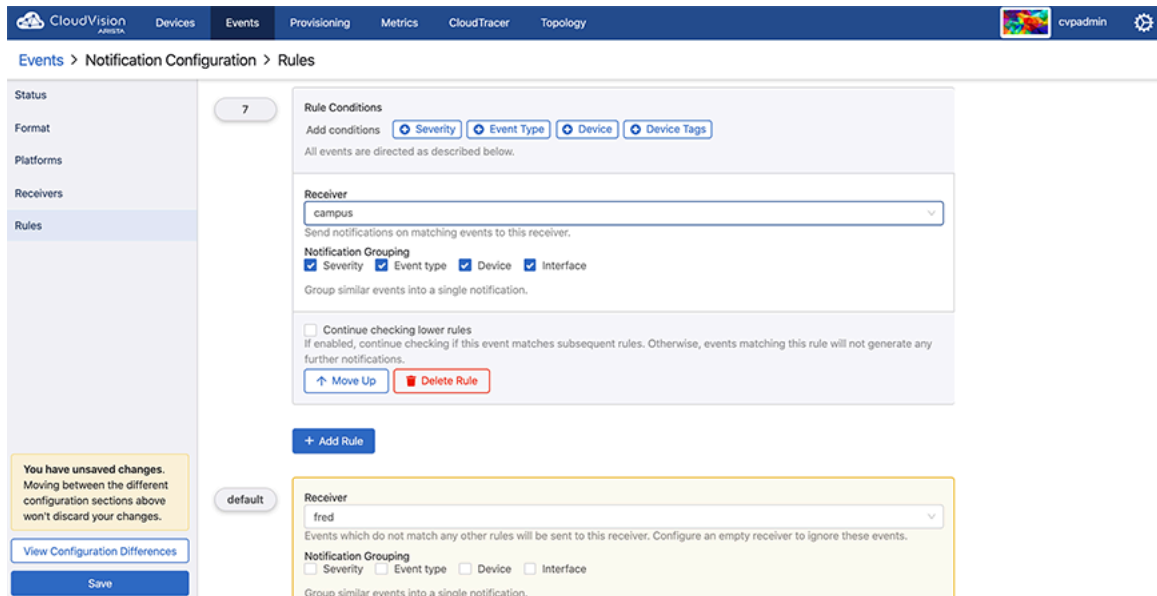 CloudVision
ARISTA
Devices
Events
Provisioning
Metrics
CloudTracer
Topology
cvpadmin
Events > Notification Configuration > Rules
Status
Format
Platforms
Receivers
Rules
You have unsaved changes.
Moving between the different
configuration sections above
won't discard your changes.
View Configuration Differences
Save
7
Rule Conditions
Add conditions Severity Event Type Device Device Tags
All events are directed as described below.
Receiver
campus
Send notifications on matching events to this receiver.
Notification Grouping
Severity Event type Device Interface
Group similar events into a single notification.
Continue checking lower rules
If enabled, continue checking if this event matches subsequent rules. Otherwise, events matching this rule will not generate any
further notifications.
Move Up Delete Rule
+ Add Rule
default
Receiver
fred
Events which do not match any other rules will be sent to this receiver. Configure an empty receiver to ignore these events.
Notification Grouping
Severity Event type Device Interface
Group similar events into a single notification.